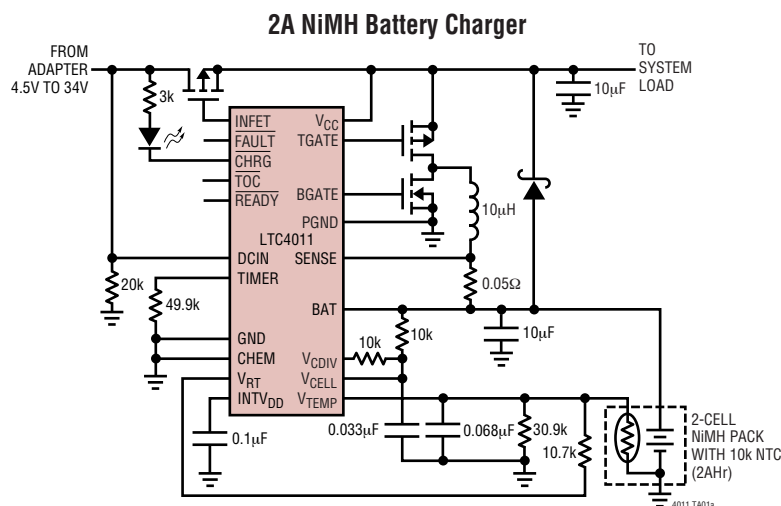 2A NiMH Battery Charger
FROM
ADAPTER
4.5V TO 34V
TO
SYSTEM
LOAD
3k
10µF
INFET
FAULT
CHRG
TOC
READY
VCC
TGATE
BGATE
PGND
LTC4011
10µH
DCIN
TIMER
SENSE
20k
49.9k
0.05Ω
BAT
10k
10k
10µF
GND
CHEM
VRT
INTVDD
VCDIV
VCELL
VTEMP
0.1µF
0.033µF
0.068µF
30.9k
10.7k
2-CELL
NiMH PACK
WITH 10k NTC
(2AHr)
4011 TA01a